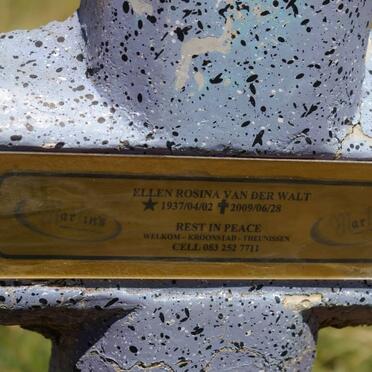 ELLEN ROSINA VAN DER WALT
1937/04/02 2009/06/28
Martin's
REST IN PEACE
WELKOM - KROONSTAD - THEUNISSEN
CELL 083 252 7711